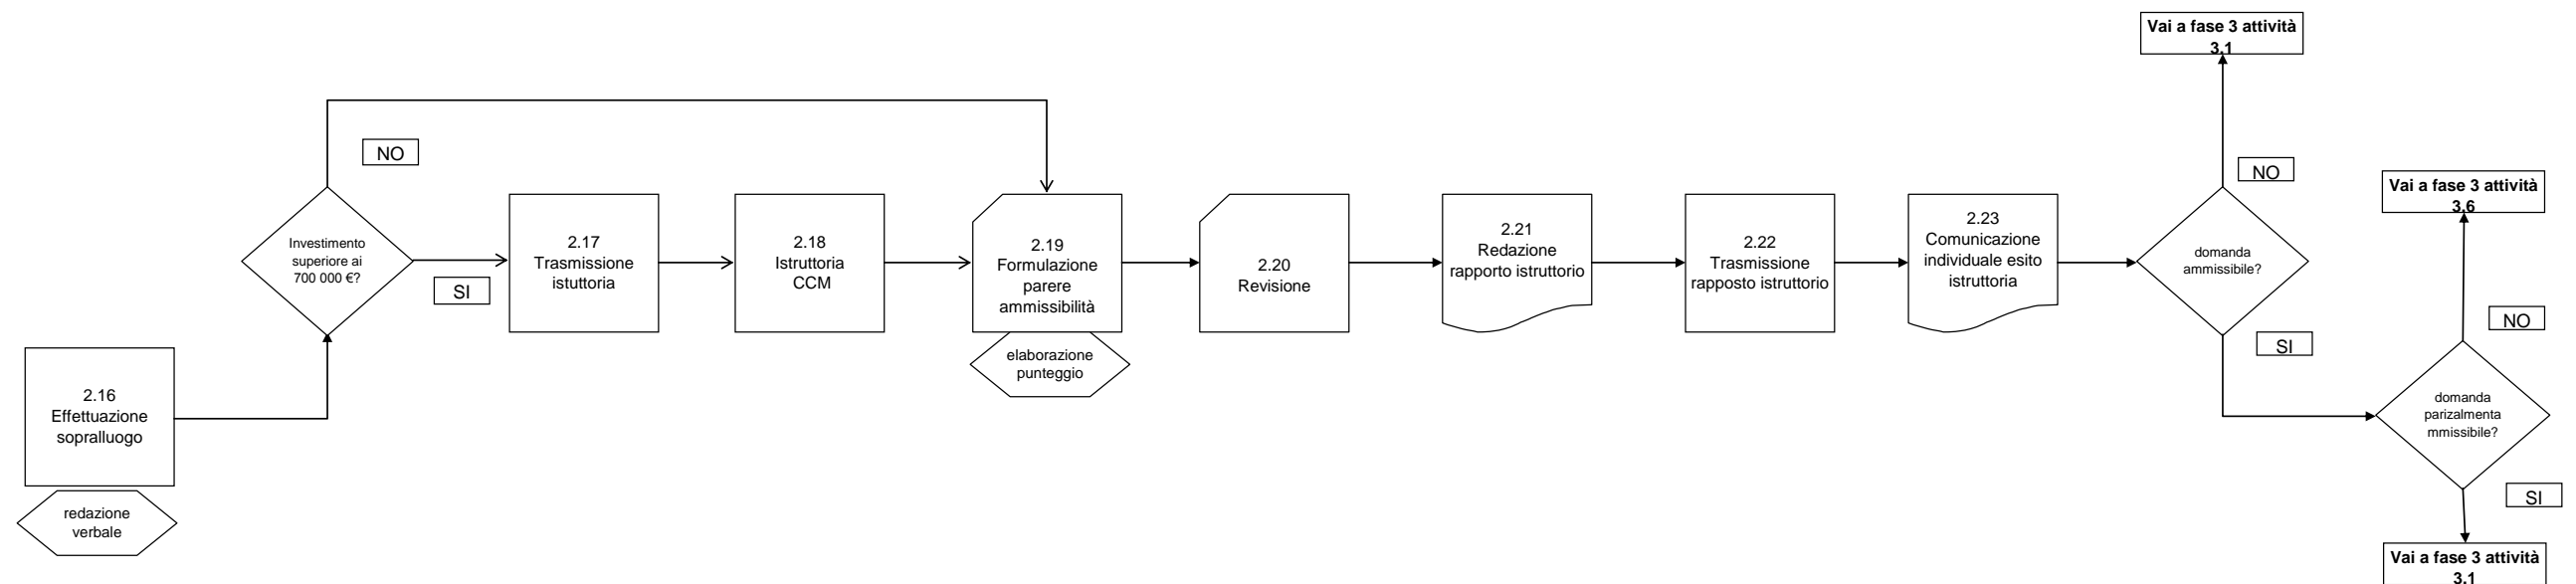 2.16
Effettuazione
sopralluogo
redazione
verbale
Investimento
superiore ai
700 000 €?
NO
SI
2.17
Trasmissione
istuttoria
2.18
Istruttoria
CCM
2.19
Formulazione
parere
ammissibilità
elaborazione
punteggio
2.20
Revisione
2.21
Redazione
rapporto istruttorio
2.22
Trasmissione
rapposto istruttorio
2.23
Comunicazione
individuale esito
istruttoria
domanda
ammissibile?
NO
Vai a fase 3 attività
3.1
SI
domanda
parizalmenta
mmissibile?
NO
Vai a fase 3 attività
3.6
SI
Vai a fase 3 attività
3.1